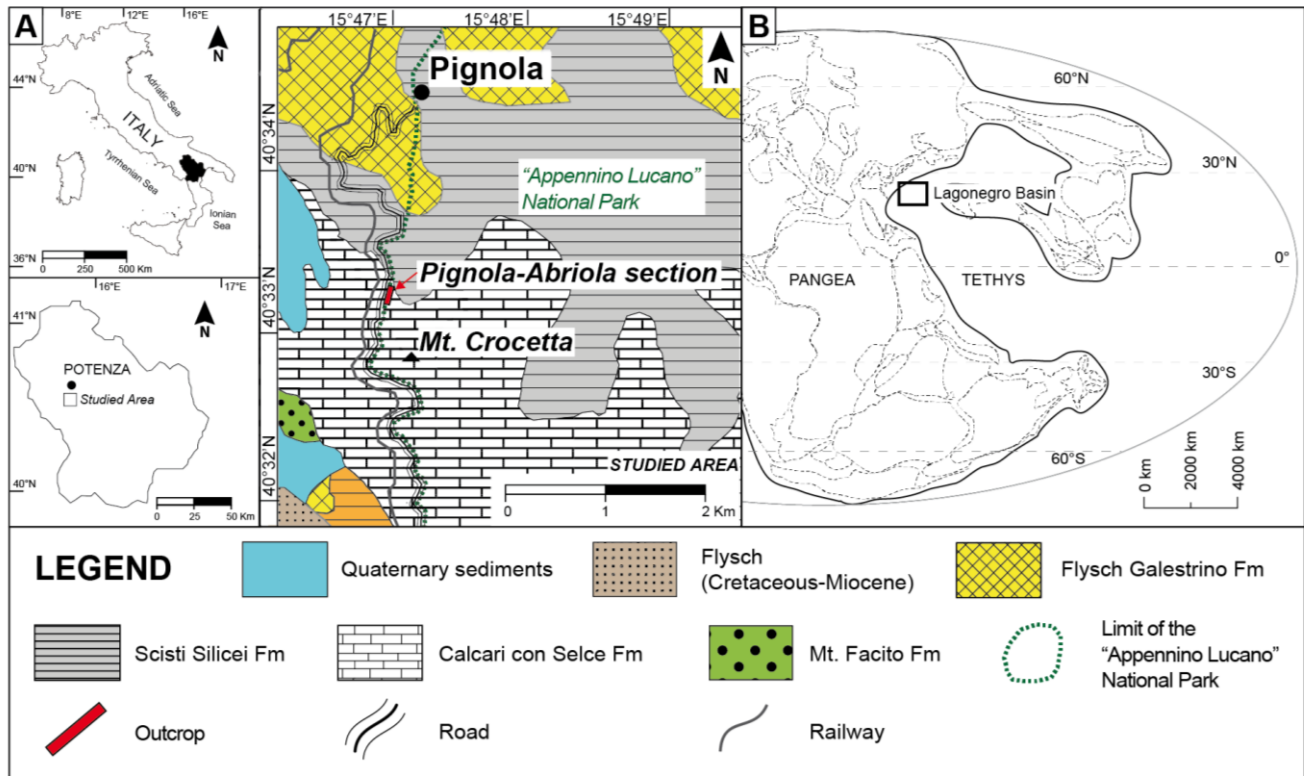 A
8°E 12°E 16°E
N
44°N
40°N
36°N
Adriatic Sea
ITALY
Tyrrhenian Sea
Ionian
Sea
0 250 500 Km
16°E 17°E
41°N
N
POTENZA
Studied Area
40°N
0 25 50 Km
15°47'E 15°48'E 15°49'E
N
Pignola
40°34'N
"Appennino Lucano"
National Park
Pignola-Abriola section
40°33'N
Mt. Crocetta
40°32'N
STUDIED AREA
0 1 2 Km
B
60°N
30°N
Lagonegro Basin
0°
PANGEA TETHYS
30°S
60°S
0 km
2000 km
4000 km
LEGEND
Quaternary sediments
Flysch
(Cretaceous-Miocene)
Flysch Galestrino Fm
Scisti Silicei Fm
Calcari con Selce Fm
Mt. Facito Fm
Limit of the
"Appennino Lucano"
National Park
Outcrop
Road
Railway